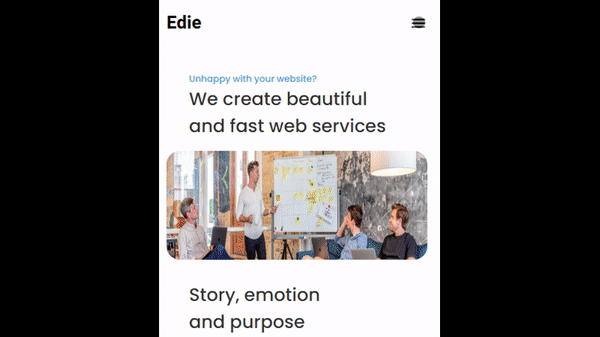 Edie
Unhappy with your website?
We create beautiful
and fast web services
Story, emotion
and purpose